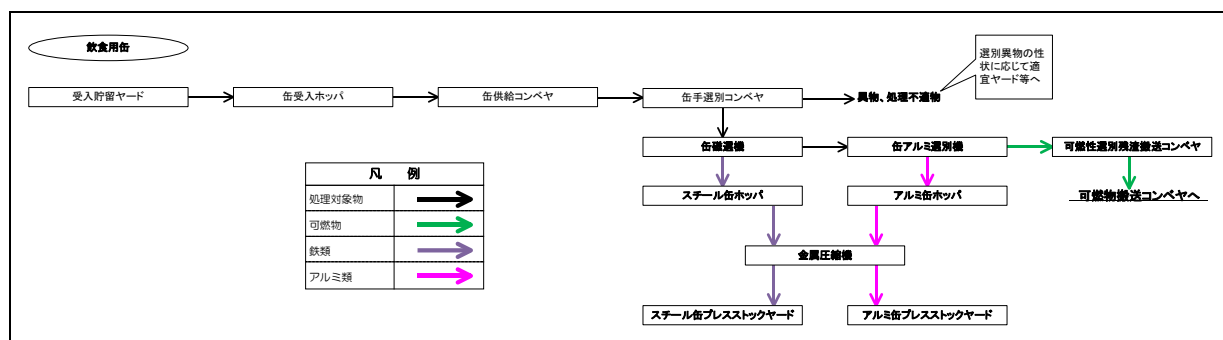 飲食用缶
選別異物の性
状に応じて適
宜ヤード等へ
受入貯留ヤード
缶受入ホッパ
缶供給コンベヤ
缶手選別コンベヤ
異物、処理不適物
缶磁選機
缶アルミ選別機
可燃性選別残渣搬送コンベヤ
凡 例
処理対象物
可燃物
鉄類
アルミ類
スチール缶ホッパ
アルミ缶ホッパ
可燃物搬送コンベヤへ
金属圧縮機
スチール缶プレスストックヤード
アルミ缶プレスストックヤード